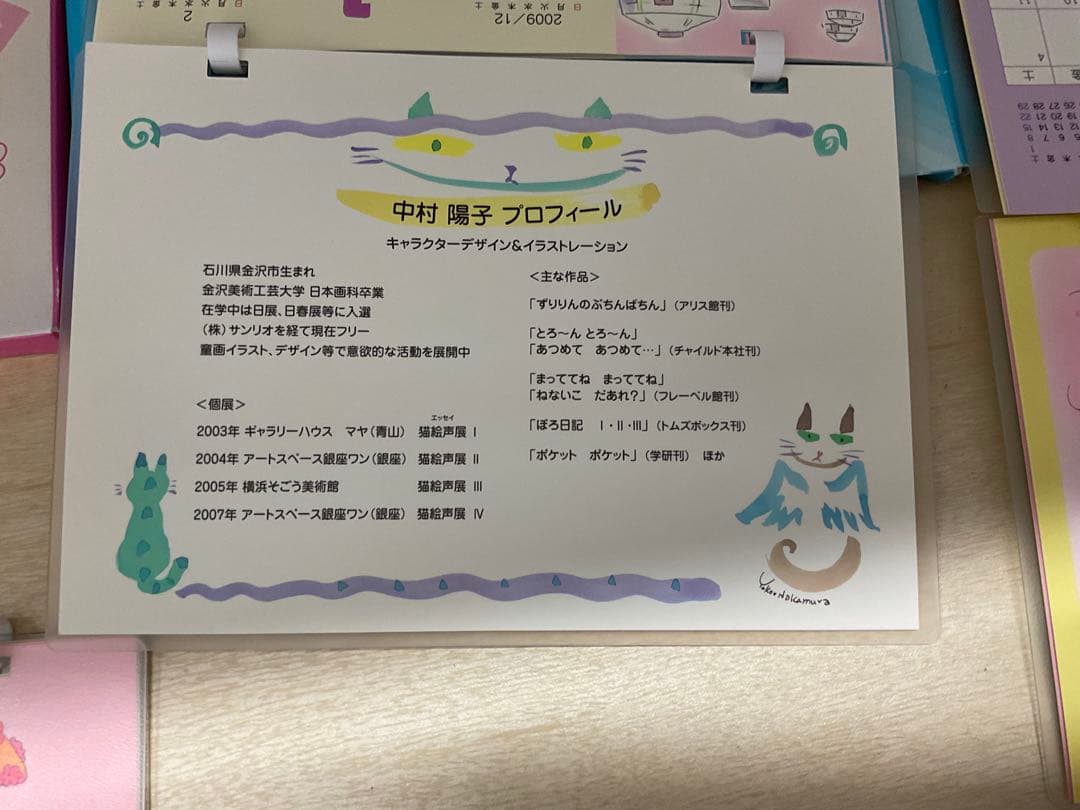 2009/12
日 月 火 水 木 金 土
中村 陽子 プロフィール
キャラクターデザイン&イラストレーション
石川県金沢市生まれ
金沢美術工芸大学 日本画科卒業
在学中は日展、日春展等に入選
(株)サンリオを経て現在フリー
童画イラスト、デザイン等で意欲的な活動を展開中
<個展>
エッセイ
2003年 ギャラリーハウス マヤ(青山) 猫絵声展 I
2004年 アートスペース銀座ワン(銀座) 猫絵声展 II
2005年 横浜そごう美術館 猫絵声展 III
2007年 アートスペース銀座ワン(銀座) 猫絵声展 IV
<主な作品>
「ずりりんのぶちんばちん」(アリス館刊)
「とろ〜ん とろ〜ん」
「あつめて あつめて…」(チャイルド本社刊)
「まっててね まっててね」
「ねないこ だあれ?」(フレーベル館刊)
「ぼろ日記 I・II・III」(トムズボックス刊)
「ポケット ポケット」(学研刊) ほか
Yoko Nakamura